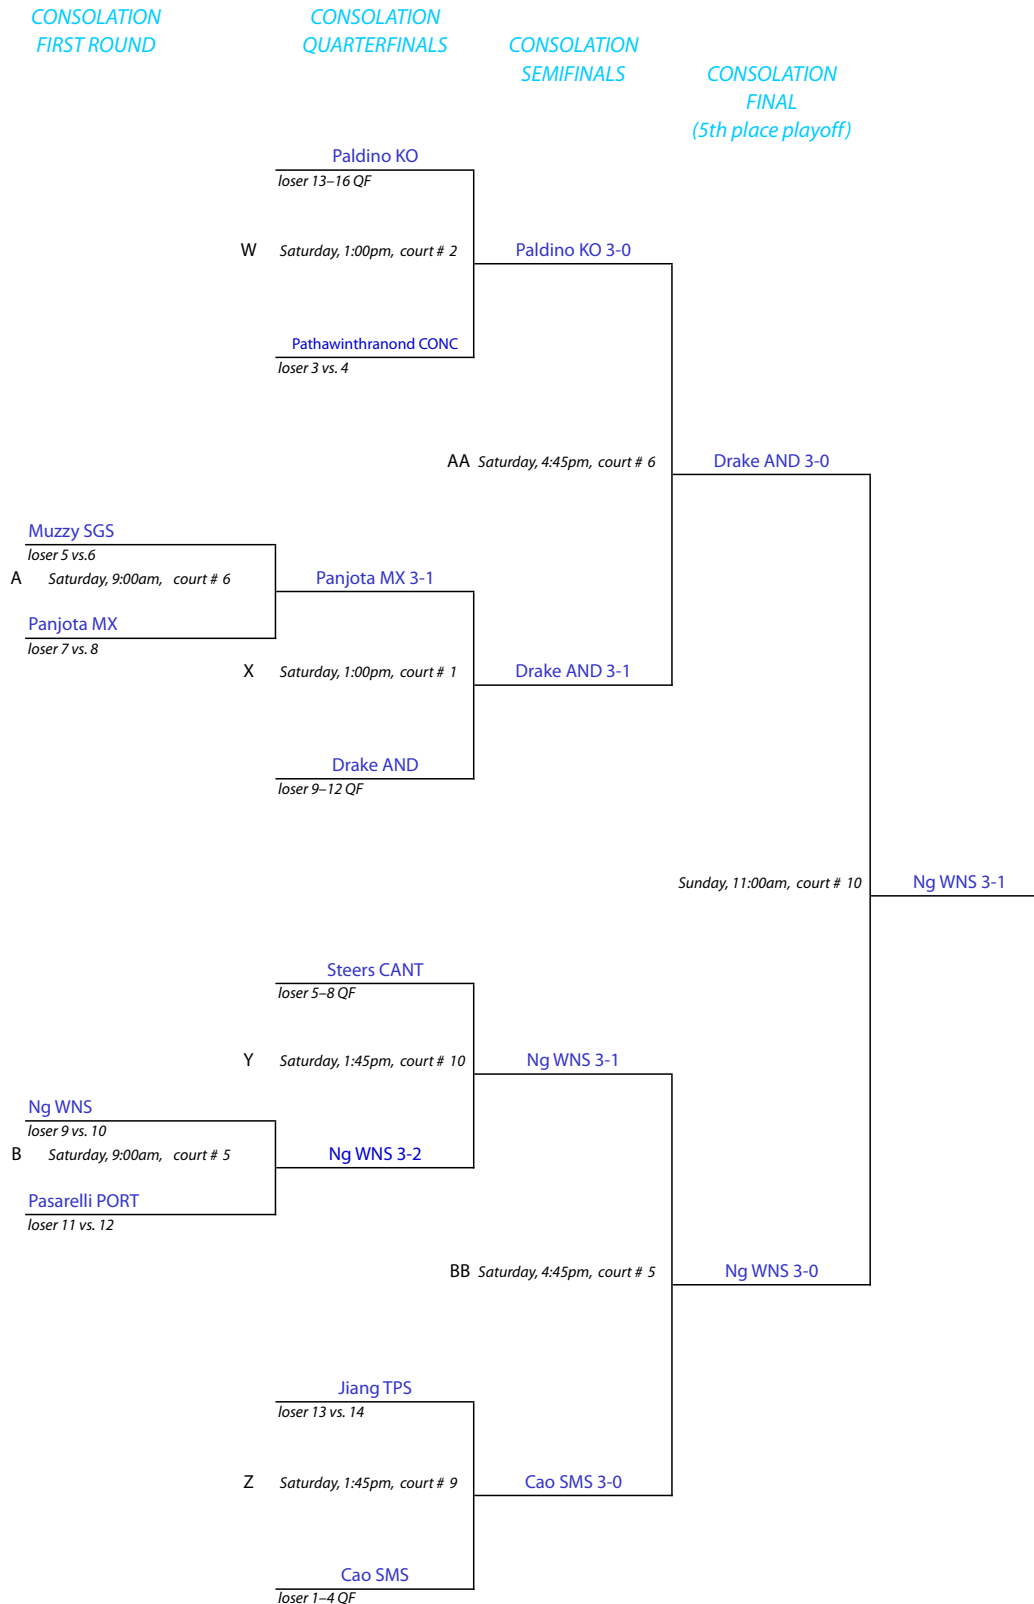 CONSOLATION
FIRST ROUND
CONSOLATION
QUARTERFINALS
CONSOLATION
SEMIFINALS
CONSOLATION
FINAL
(5th place playoff)
Paldino KO
loser 13–16 QF
W Saturday, 1:00pm, court # 2
Paldino KO 3-0
Pathawinthranond CONC
loser 3 vs. 4
AA Saturday, 4:45pm, court # 6
Drake AND 3-0
Muzzy SGS
loser 5 vs.6
A Saturday, 9:00am, court # 6
Panjota MX 3-1
Panjota MX
loser 7 vs. 8
X Saturday, 1:00pm, court # 1
Drake AND 3-1
Drake AND
loser 9–12 QF
Sunday, 11:00am, court # 10
Ng WNS 3-1
Steers CANT
loser 5–8 QF
Y Saturday, 1:45pm, court # 10
Ng WNS 3-1
Ng WNS
loser 9 vs. 10
B Saturday, 9:00am, court # 5
Ng WNS 3-2
Pasarelli PORT
loser 11 vs. 12
BB Saturday, 4:45pm, court # 5
Ng WNS 3-0
Jiang TPS
loser 13 vs. 14
Z Saturday, 1:45pm, court # 9
Cao SMS 3-0
Cao SMS
loser 1–4 QF